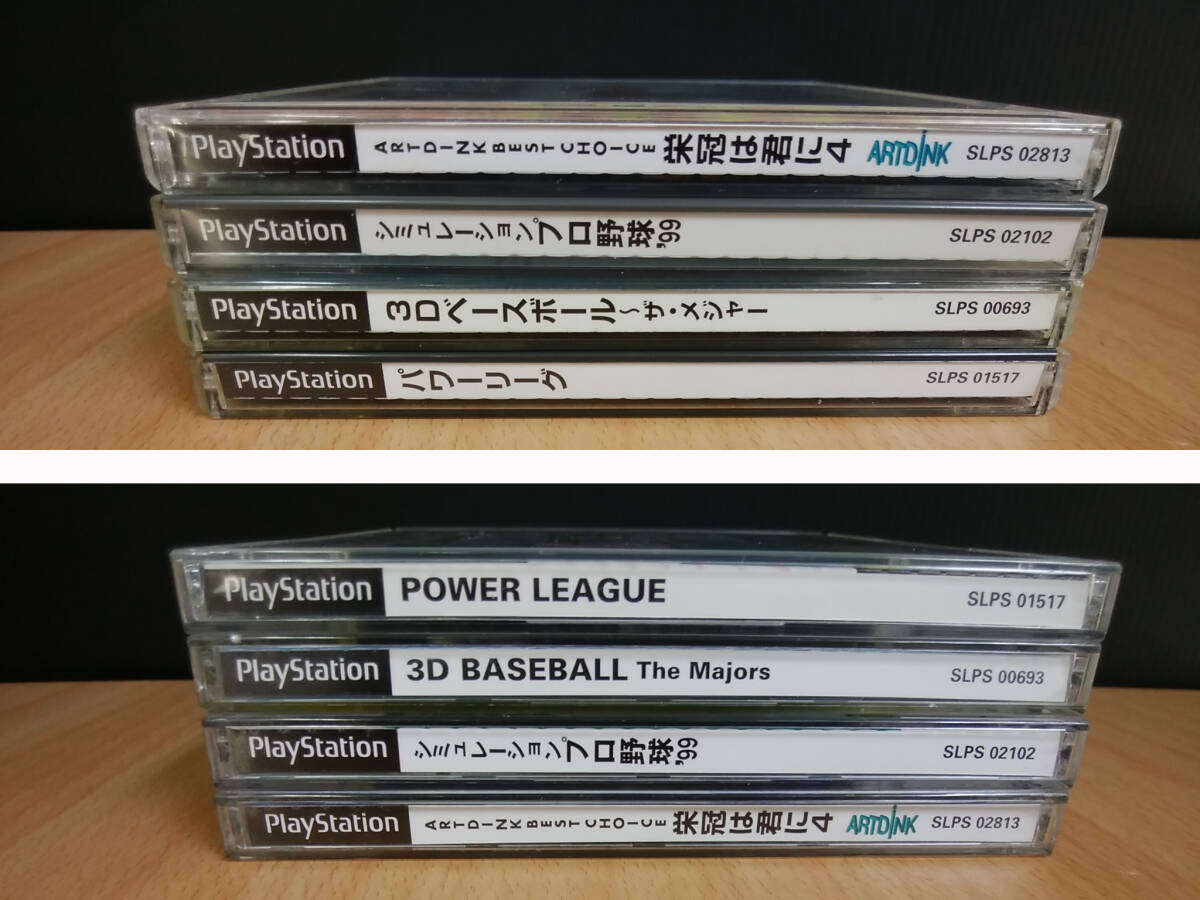 PlayStation ARTDINK BEST CHOICE 栄冠は君に4 ARTDINK SLPS 02813
PlayStation シミュレーションプロ野球'99 SLPS 02102
PlayStation 3Dベースボール～ザ・メジャー SLPS 00693
PlayStation パワーリーグ SLPS 01517
PlayStation POWER LEAGUE SLPS 01517
PlayStation 3D BASEBALL The Majors SLPS 00693
PlayStation シミュレーションプロ野球'99 SLPS 02102
PlayStation ARTDINK BEST CHOICE 栄冠は君に4 ARTDINK SLPS 02813